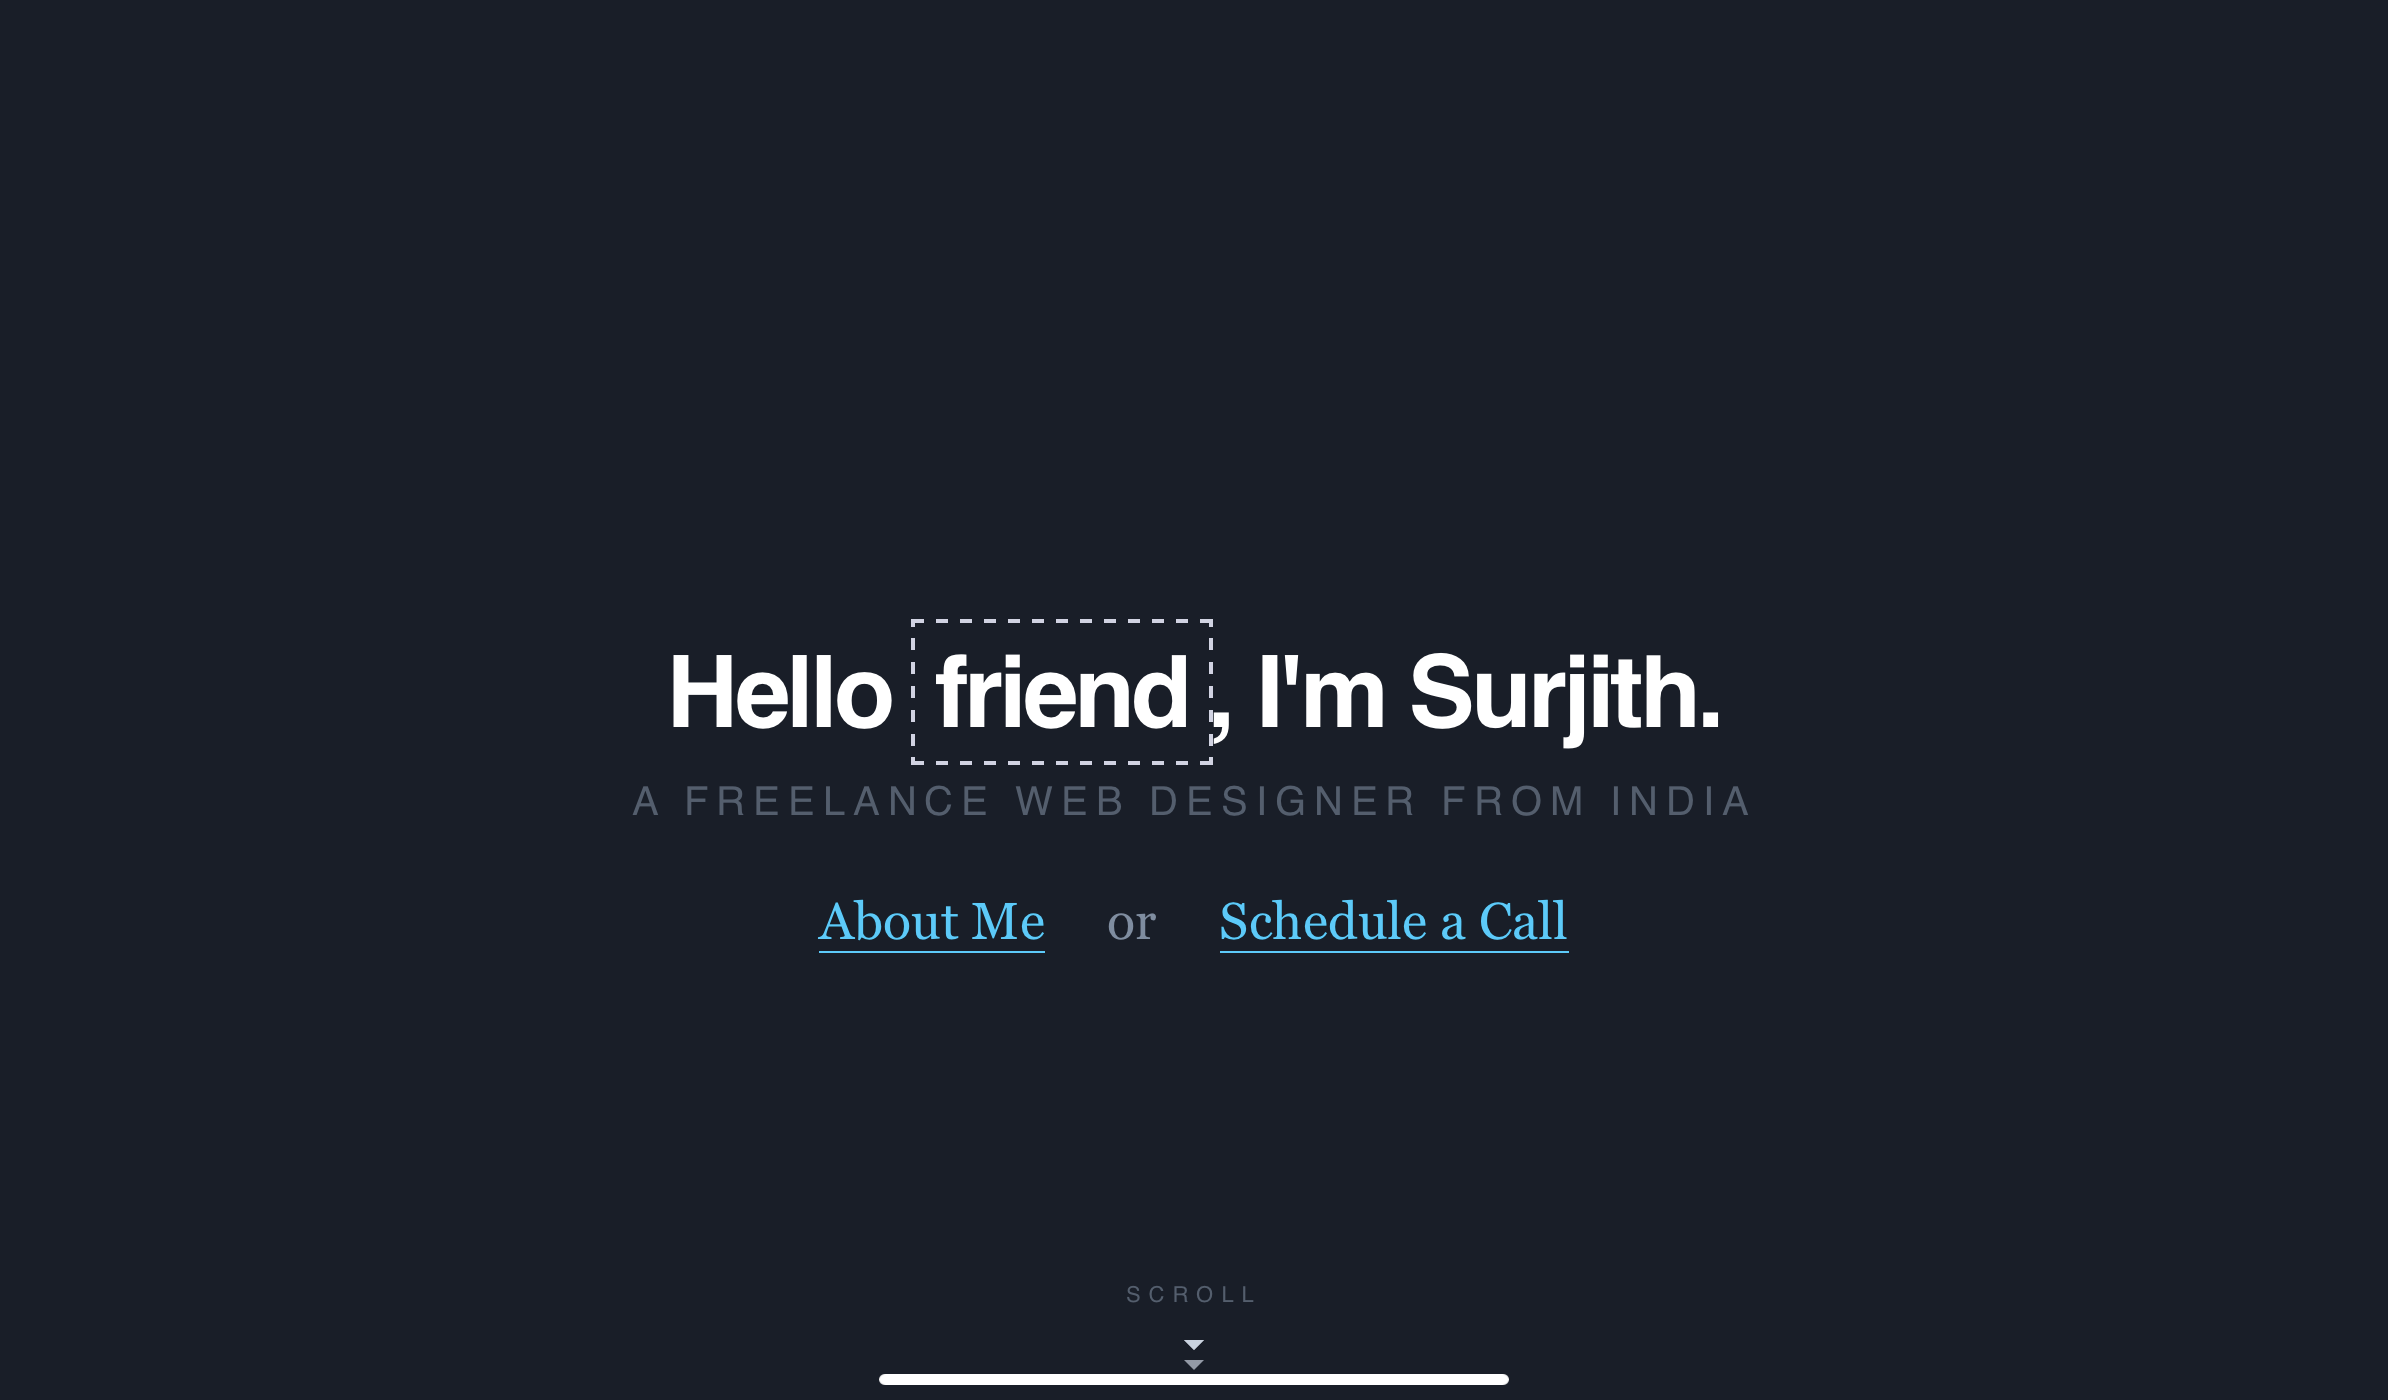 Hello friend, I'm Surjith.
A FREELANCE WEB DESIGNER FROM INDIA
About Me or Schedule a Call
SCROLL